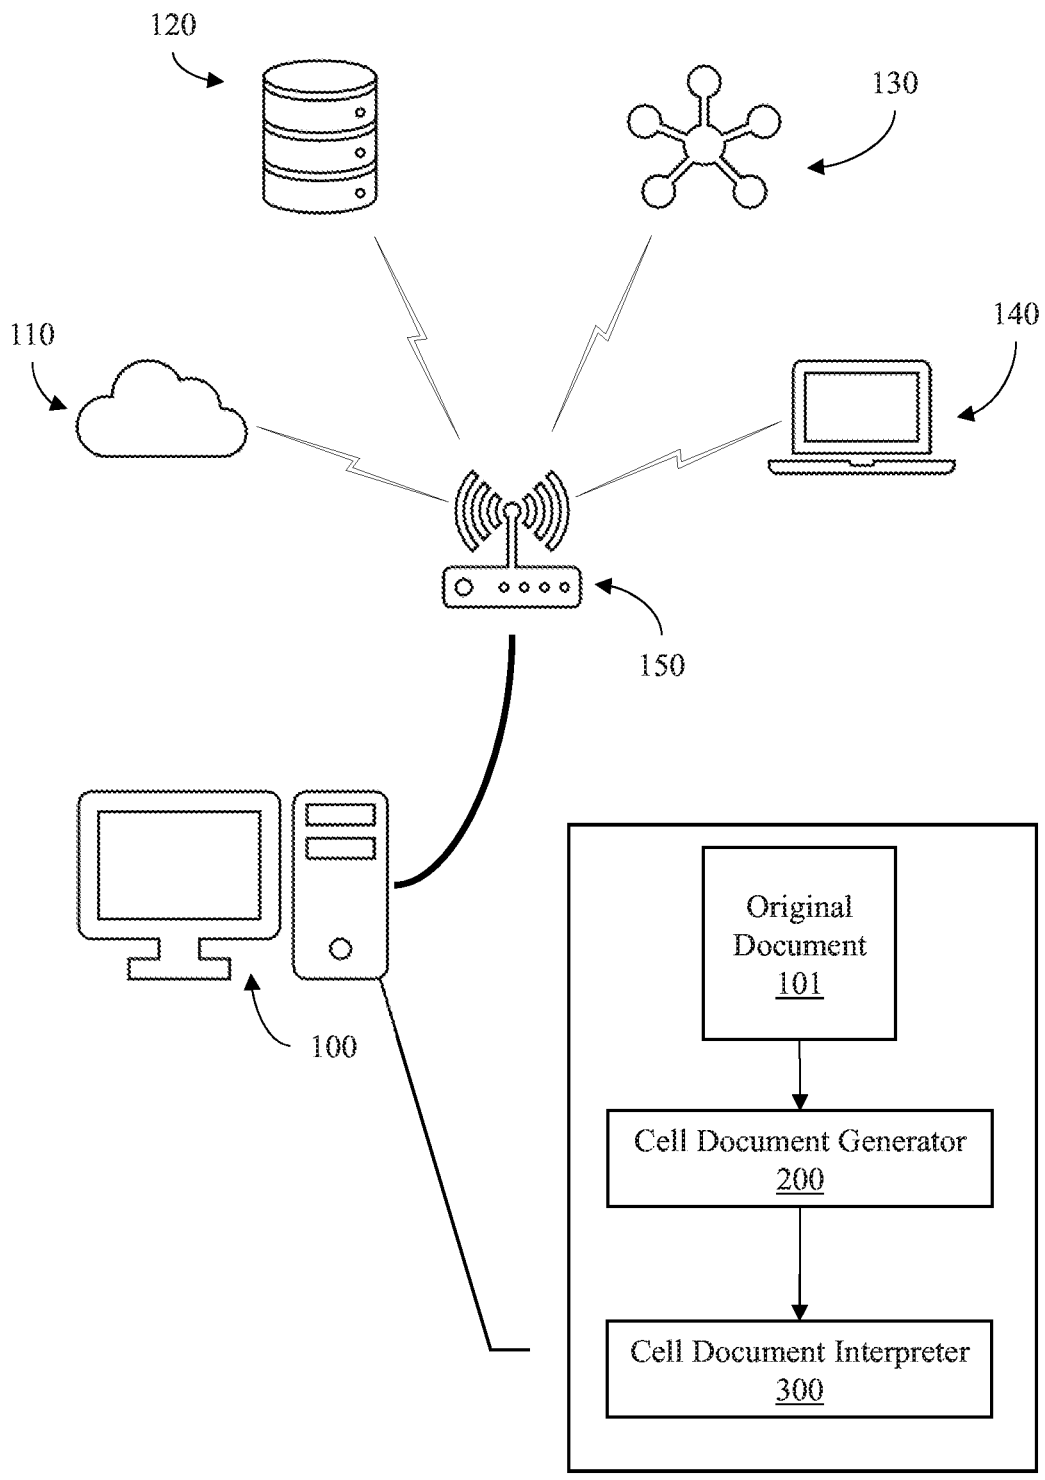 120
130
110
140
150
100
Original
Document
101
Cell Document Generator
200
Cell Document Interpreter
300